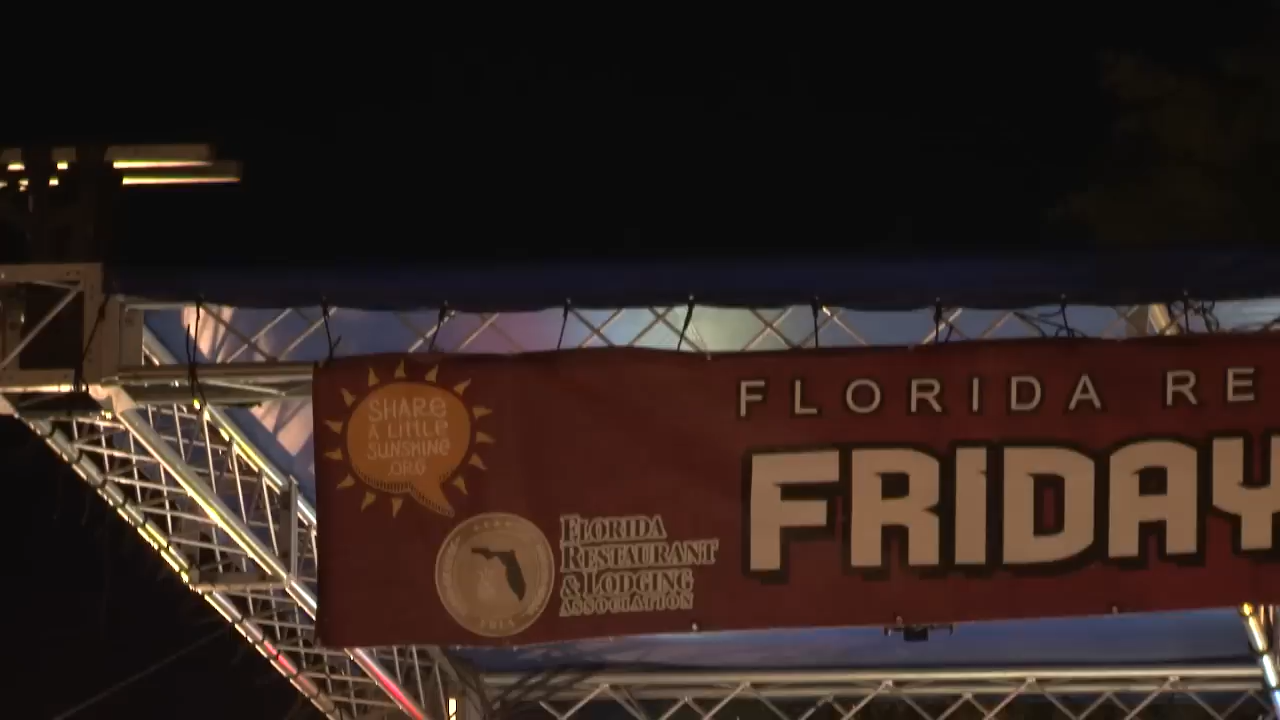 SHARE
A LITTLE
SUNSHINE
.ORG
FLORIDA
RESTAURANT
& LODGING
ASSOCIATION
FLORIDA RE
FRIDAY